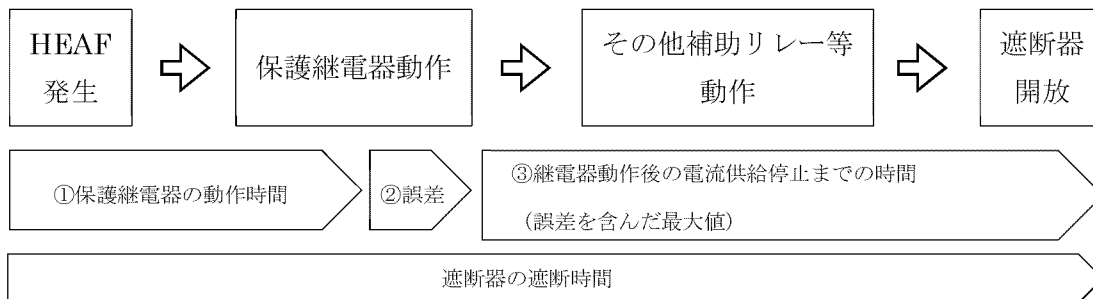 HEAF
発生
保護継電器動作
その他補助リレー等
動作
遮断器
開放
①保護継電器の動作時間
②誤差
③継電器動作後の電流供給停止までの時間
（誤差を含んだ最大値）
遮断器の遮断時間